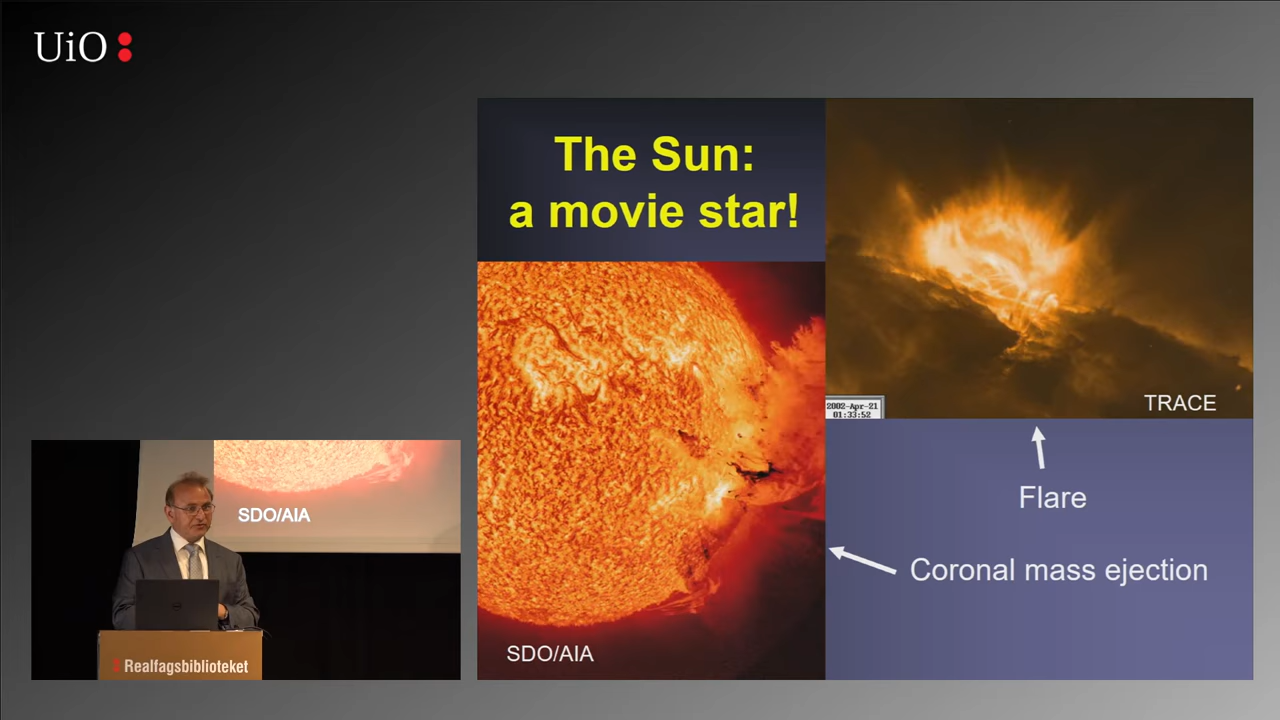 UiO
The Sun:
a movie star!
2002-Apr-21
01:33:52
TRACE
Flare
Coronal mass ejection
SDO/AIA
SDO/AIA
Realfagsbiblioteket